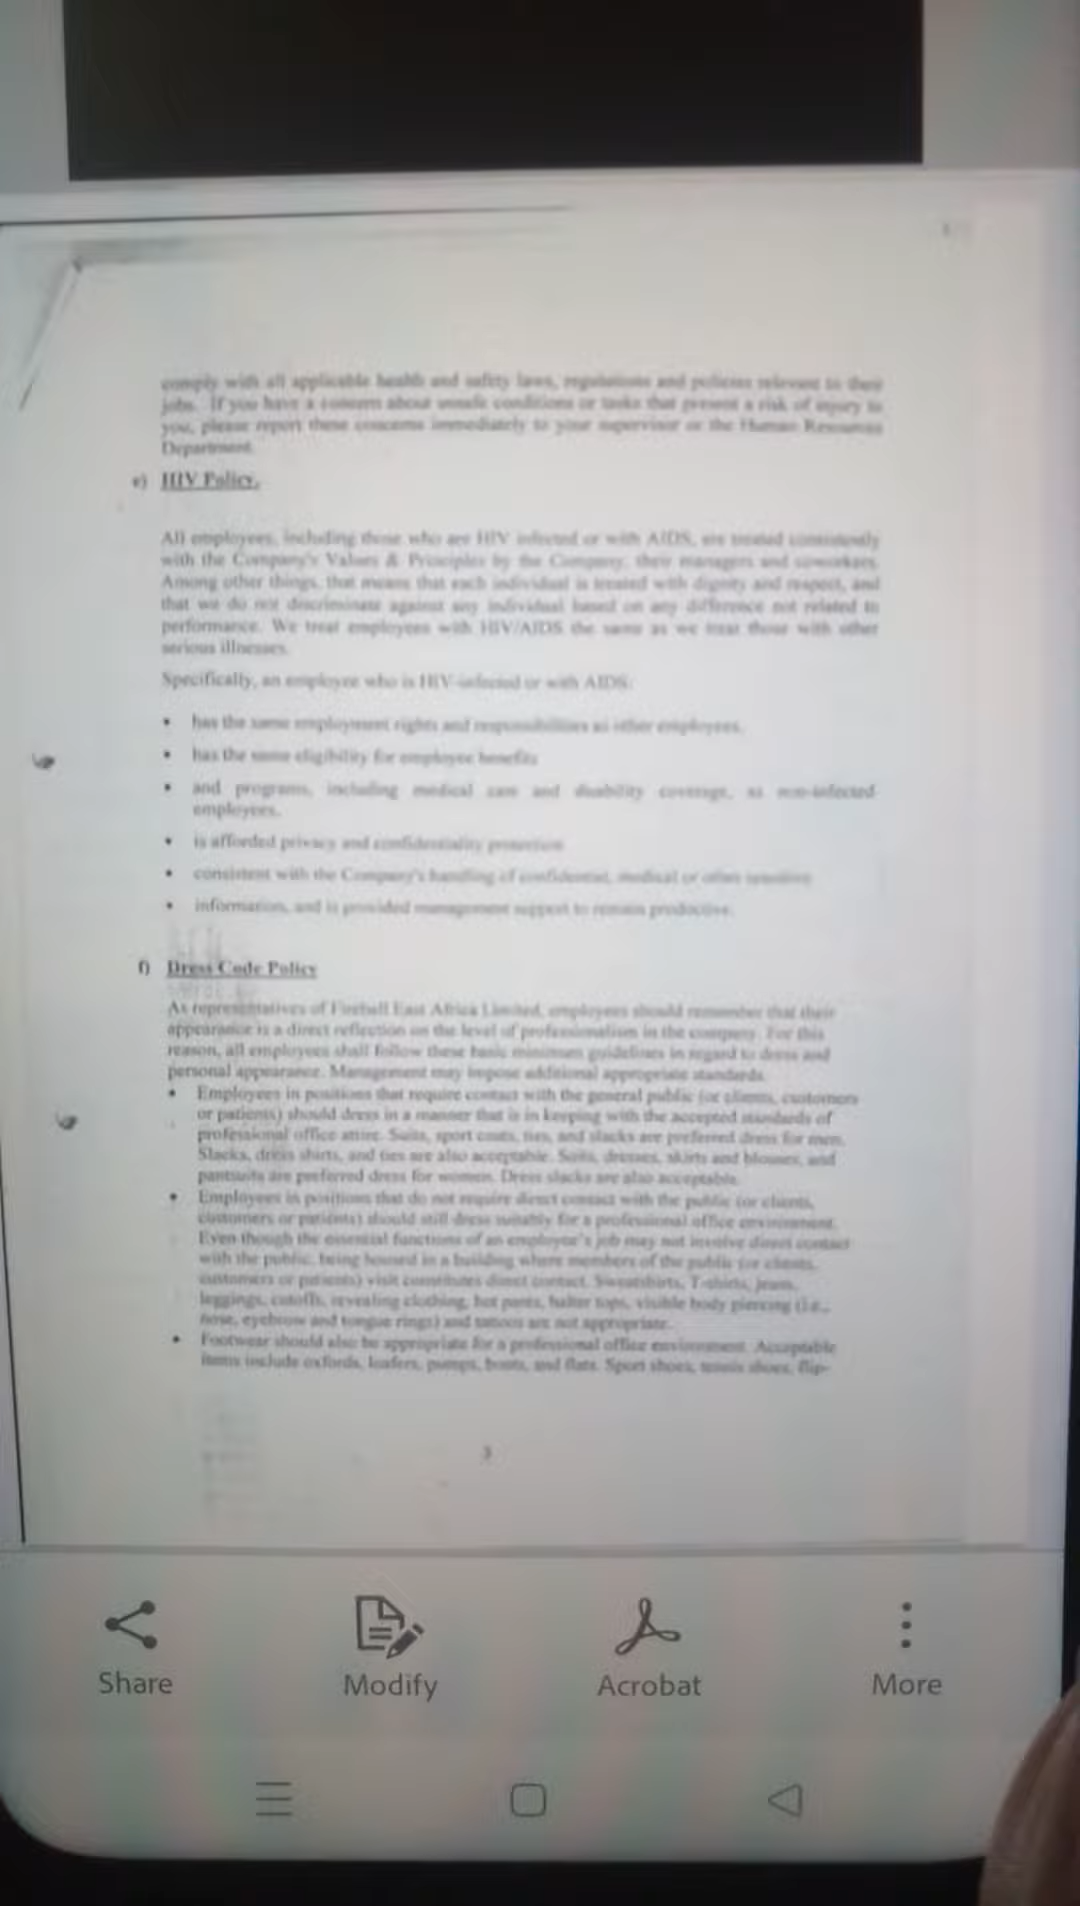 comply with all applicable health and safety laws, regulations and policies relevant to their
jobs. If you have a concern about unsafe conditions or tasks that present a risk of injury to
you, please report these concerns immediately to your supervisor or the Human Resources
Department.
e) HIV Policy.
All employees, including those who are HIV infected or with AIDS, are treated consistently
with the Company's Values & Principles by the Company, their managers and coworkers.
Among other things, that means that each individual is treated with dignity and respect, and
that we do not discriminate against any individual based on any difference not related to
performance. We treat employees with HIV/AIDS the same as we treat those with other
serious illnesses.
Specifically, an employee who is HIV-infected or with AIDS:
• has the same employment rights and responsibilities as other employees.
• has the same eligibility for employee benefits
• and programs, including medical care and disability coverage, as non-infected
employees.
• is afforded privacy and confidentiality protection
• consistent with the Company's handling of confidential, medical or other sensitive
• information, and is provided management support to remain productive.
f) Dress Code Policy
As representatives of East Africa Limited, employees should remember that their
appearance is a direct reflection on the level of professionalism in the company. For this
reason, all employees shall follow these basic minimum guidelines in regard to dress and
personal appearance. Management may impose additional appropriate standards.
• Employees in positions that require contact with the general public (or clients, customers
or patients) should dress in a manner that is in keeping with the accepted standards of
professional office attire. Suits, sport coats, ties, and slacks are preferred dress for men.
Slacks, dress shirts, and ties are also acceptable. Suits, dresses, skirts and blouses, and
pantsuits are preferred dress for women. Dress slacks are also acceptable.
• Employees in positions that do not require direct contact with the public (or clients,
customers or patients) should still dress suitably for a professional office environment.
Even though the essential functions of an employee's job may not involve direct contact
with the public, being housed in a building where members of the public (or clients,
customers or patients) visit constitutes direct contact. Sweatshirts, T-shirts, jeans,
leggings, cutoffs, revealing clothing, hot pants, halter tops, visible body piercing (i.e.,
nose, eyebrow and tongue rings) and tattoos are not appropriate.
• Footwear should also be appropriate for a professional office environment. Acceptable
items include oxfords, loafers, pumps, boots, and flats. Sport shoes, tennis shoes, flip-
3
Share
Modify
Acrobat
More